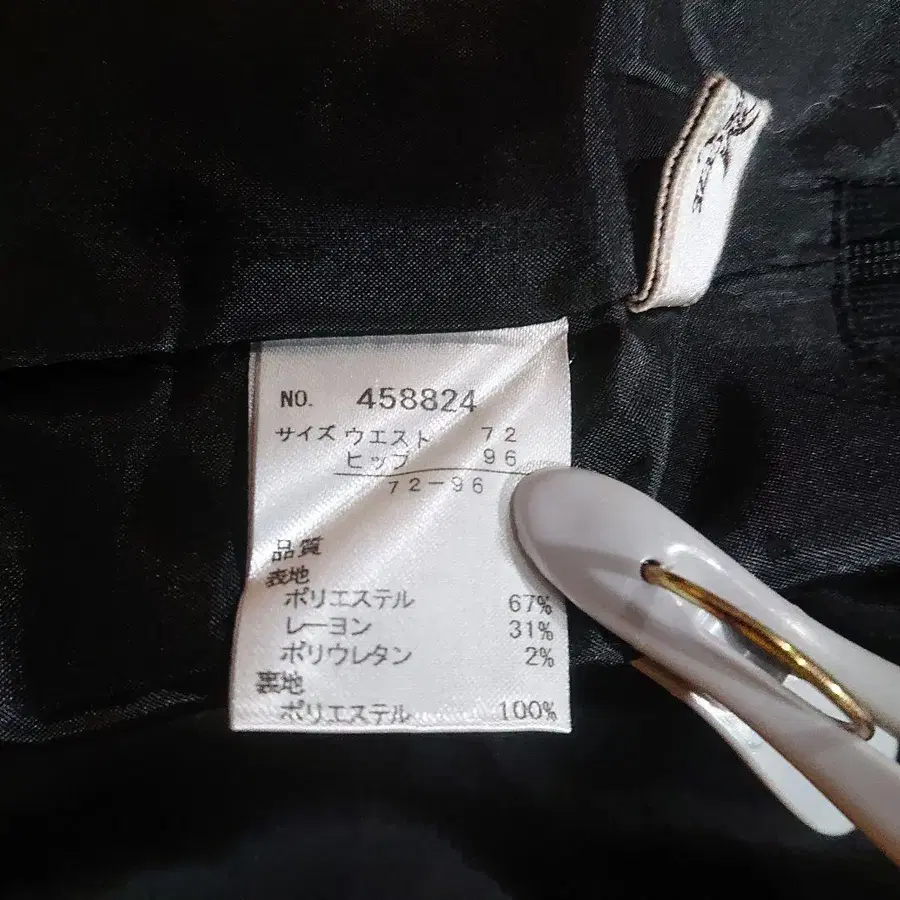 NO. 458824
サイズ ウエスト 72
ヒップ 96
72-96
品質
表地
ポリエステル 67%
レーヨン 31%
ポリウレタン 2%
裏地
ポリエステル 100%